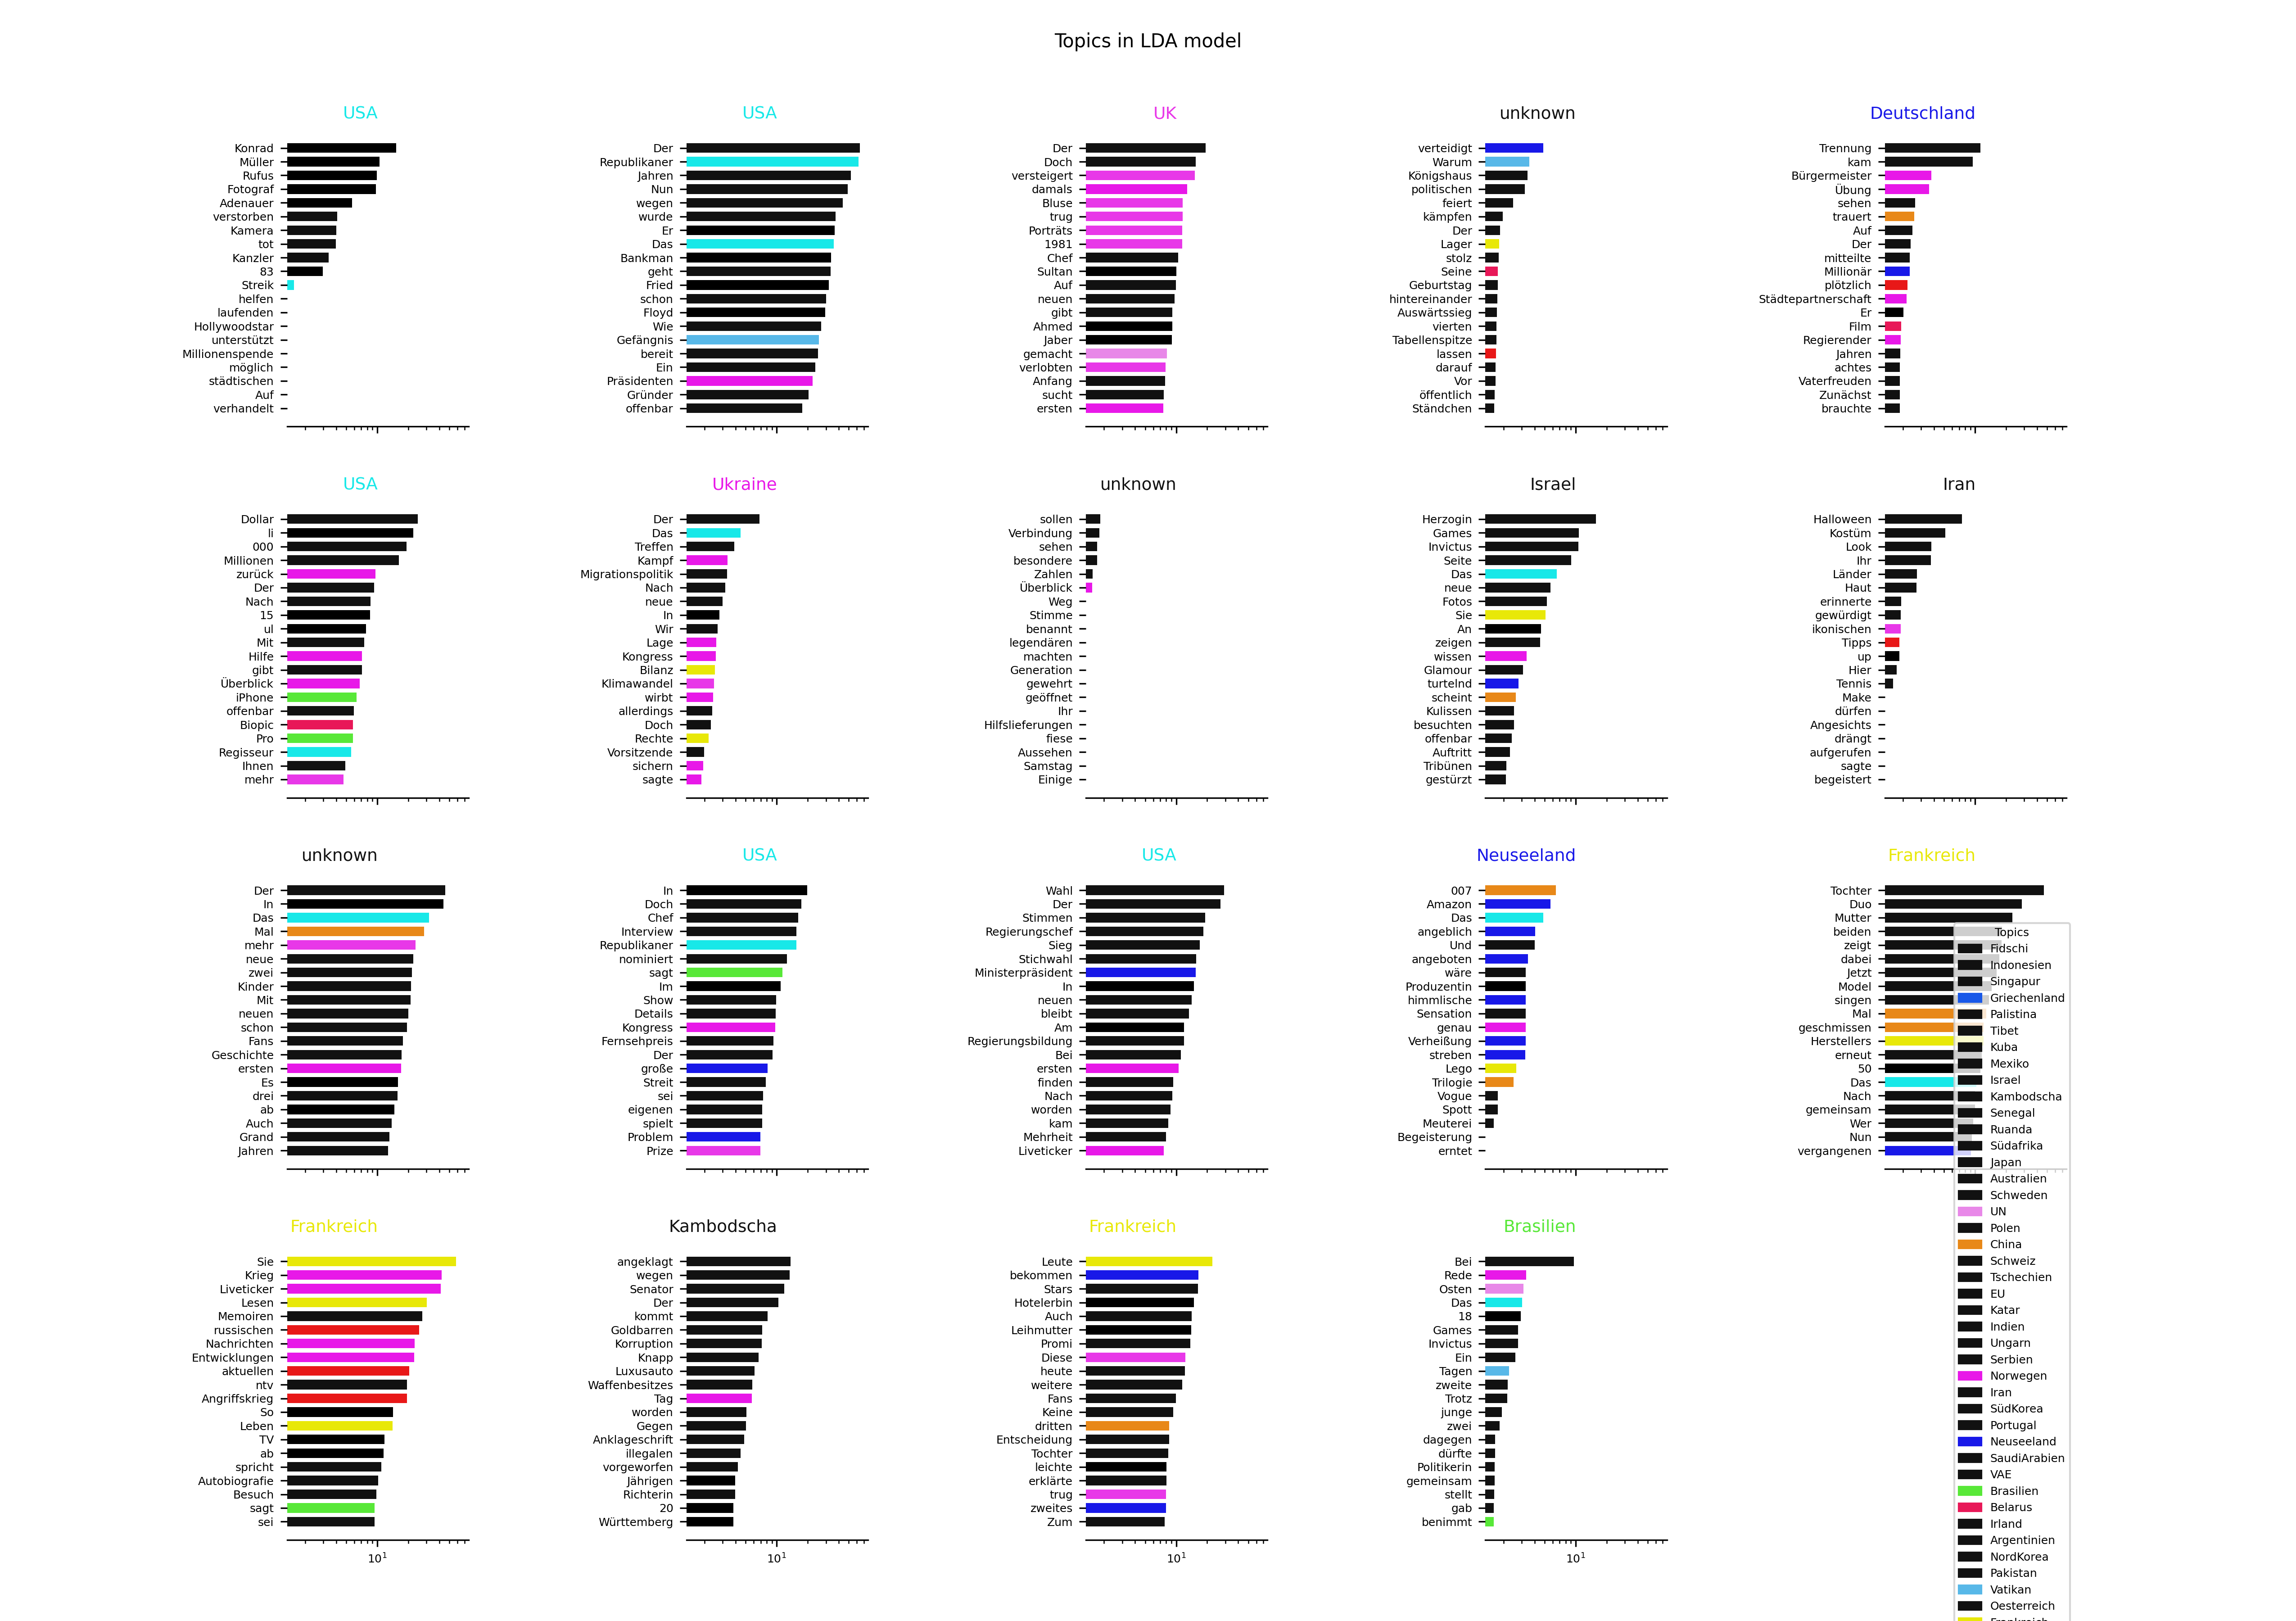 Topics in LDA model
USA
Konrad
Müller
Rufus
Fotograf
Adenauer
verstorben
Kamera
tot
Kanzler
83
Streik
helfen
laufenden
Hollywoodstar
unterstützt
Millionenspende
möglich
städtischen
Auf
verhandelt
USA
Der
Republikaner
Jahren
Nun
wegen
wurde
Er
Das
Bankman
geht
Fried
schon
Floyd
Wie
Gefängnis
bereit
Ein
Präsidenten
Gründer
offenbar
UK
Der
Doch
versteigert
damals
Bluse
trug
Porträts
1981
Chef
Sultan
Auf
neuen
gibt
Ahmed
Jaber
gemacht
verlobten
Anfang
sucht
ersten
unknown
verteidigt
Warum
Königshaus
politischen
feiert
kämpfen
Der
Lager
stolz
Seine
Geburtstag
hintereinander
Auswärtssieg
vierten
Tabellenspitze
lassen
darauf
Vor
öffentlich
Ständchen
Deutschland
Trennung
kam
Bürgermeister
Übung
sehen
trauert
Auf
Der
mitteilte
Millionär
plötzlich
Städtepartnerschaft
Er
Film
Regierender
Jahren
achtes
Vaterfreuden
Zunächst
brauchte
USA
Dollar
li
000
Millionen
zurück
Der
Nach
15
ul
Mit
Hilfe
gibt
Überblick
iPhone
offenbar
Biopic
Pro
Regisseur
Ihnen
mehr
Ukraine
Der
Das
Treffen
Kampf
Migrationspolitik
Nach
neue
In
Wir
Lage
Kongress
Bilanz
Klimawandel
wirbt
allerdings
Doch
Rechte
Vorsitzende
sichern
sagte
unknown
sollen
Verbindung
sehen
besondere
Zahlen
Überblick
Weg
Stimme
benannt
legendären
machten
Generation
gewehrt
geöffnet
Ihr
Hilfslieferungen
fiese
Aussehen
Samstag
Einige
Israel
Herzogin
Games
Invictus
Seite
Das
neue
Fotos
Sie
An
zeigen
wissen
Glamour
turtelnd
scheint
Kulissen
besuchten
offenbar
Auftritt
Tribünen
gestürzt
Iran
Halloween
Kostüm
Look
Ihr
Länder
Haut
erinnerte
gewürdigt
ikonischen
Tipps
up
Hier
Tennis
Make
dürfen
Angesichts
drängt
aufgerufen
sagte
begeistert
unknown
Der
In
Das
Mal
mehr
neue
zwei
Kinder
Mit
neuen
schon
Fans
Geschichte
ersten
Es
drei
ab
Auch
Grand
Jahren
USA
In
Doch
Chef
Interview
Republikaner
nominiert
sagt
Im
Show
Details
Kongress
Fernsehpreis
Der
große
Streit
sei
eigenen
spielt
Problem
Prize
USA
Wahl
Der
Stimmen
Regierungschef
Sieg
Stichwahl
Ministerpräsident
In
neuen
bleibt
Am
Regierungsbildung
Bei
ersten
finden
Nach
worden
kam
Mehrheit
Liveticker
Neuseeland
007
Amazon
Das
angeblich
Und
angeboten
wäre
Produzentin
himmlische
Sensation
genau
Verheißung
streben
Lego
Trilogie
Vogue
Spott
Meuterei
Begeisterung
erntet
Frankreich
Tochter
Duo
Mutter
beiden
zeigt
dabei
Jetzt
Model
singen
Mal
geschmissen
Herstellers
erneut
50
Das
Nach
gemeinsam
Wer
Nun
vergangenen
Topics
Fidschi
Indonesien
Singapur
Griechenland
Palistina
Tibet
Kuba
Mexiko
Israel
Kambodscha
Senegal
Ruanda
Südafrika
Japan
Australien
Schweden
UN
Polen
China
Schweiz
Tschechien
EU
Katar
Indien
Ungarn
Serbien
Norwegen
Iran
SüdKorea
Portugal
Neuseeland
SaudiArabien
VAE
Brasilien
Belarus
Irland
Argentinien
NordKorea
Pakistan
Vatikan
Oesterreich
Frankreich
Frankreich
Sie
Krieg
Liveticker
Lesen
Memoiren
russischen
Nachrichten
Entwicklungen
aktuellen
ntv
Angriffskrieg
So
Leben
TV
ab
spricht
Autobiografie
Besuch
sagt
sei
10¹
Kambodscha
angeklagt
wegen
Senator
Der
kommt
Goldbarren
Korruption
Knapp
Luxusauto
Waffenbesitzes
Tag
worden
Gegen
Anklageschrift
illegalen
vorgeworfen
Jährigen
Richterin
20
Württemberg
10¹
Frankreich
Leute
bekommen
Stars
Hotelerbin
Auch
Leihmutter
Promi
Diese
heute
weitere
Fans
Keine
dritten
Entscheidung
Tochter
leichte
erklärte
trug
zweites
Zum
10¹
Brasilien
Bei
Rede
Osten
Das
18
Games
Invictus
Ein
Tagen
zweite
Trotz
junge
zwei
dagegen
dürfte
Politikerin
gemeinsam
stellt
gab
benimmt
10¹